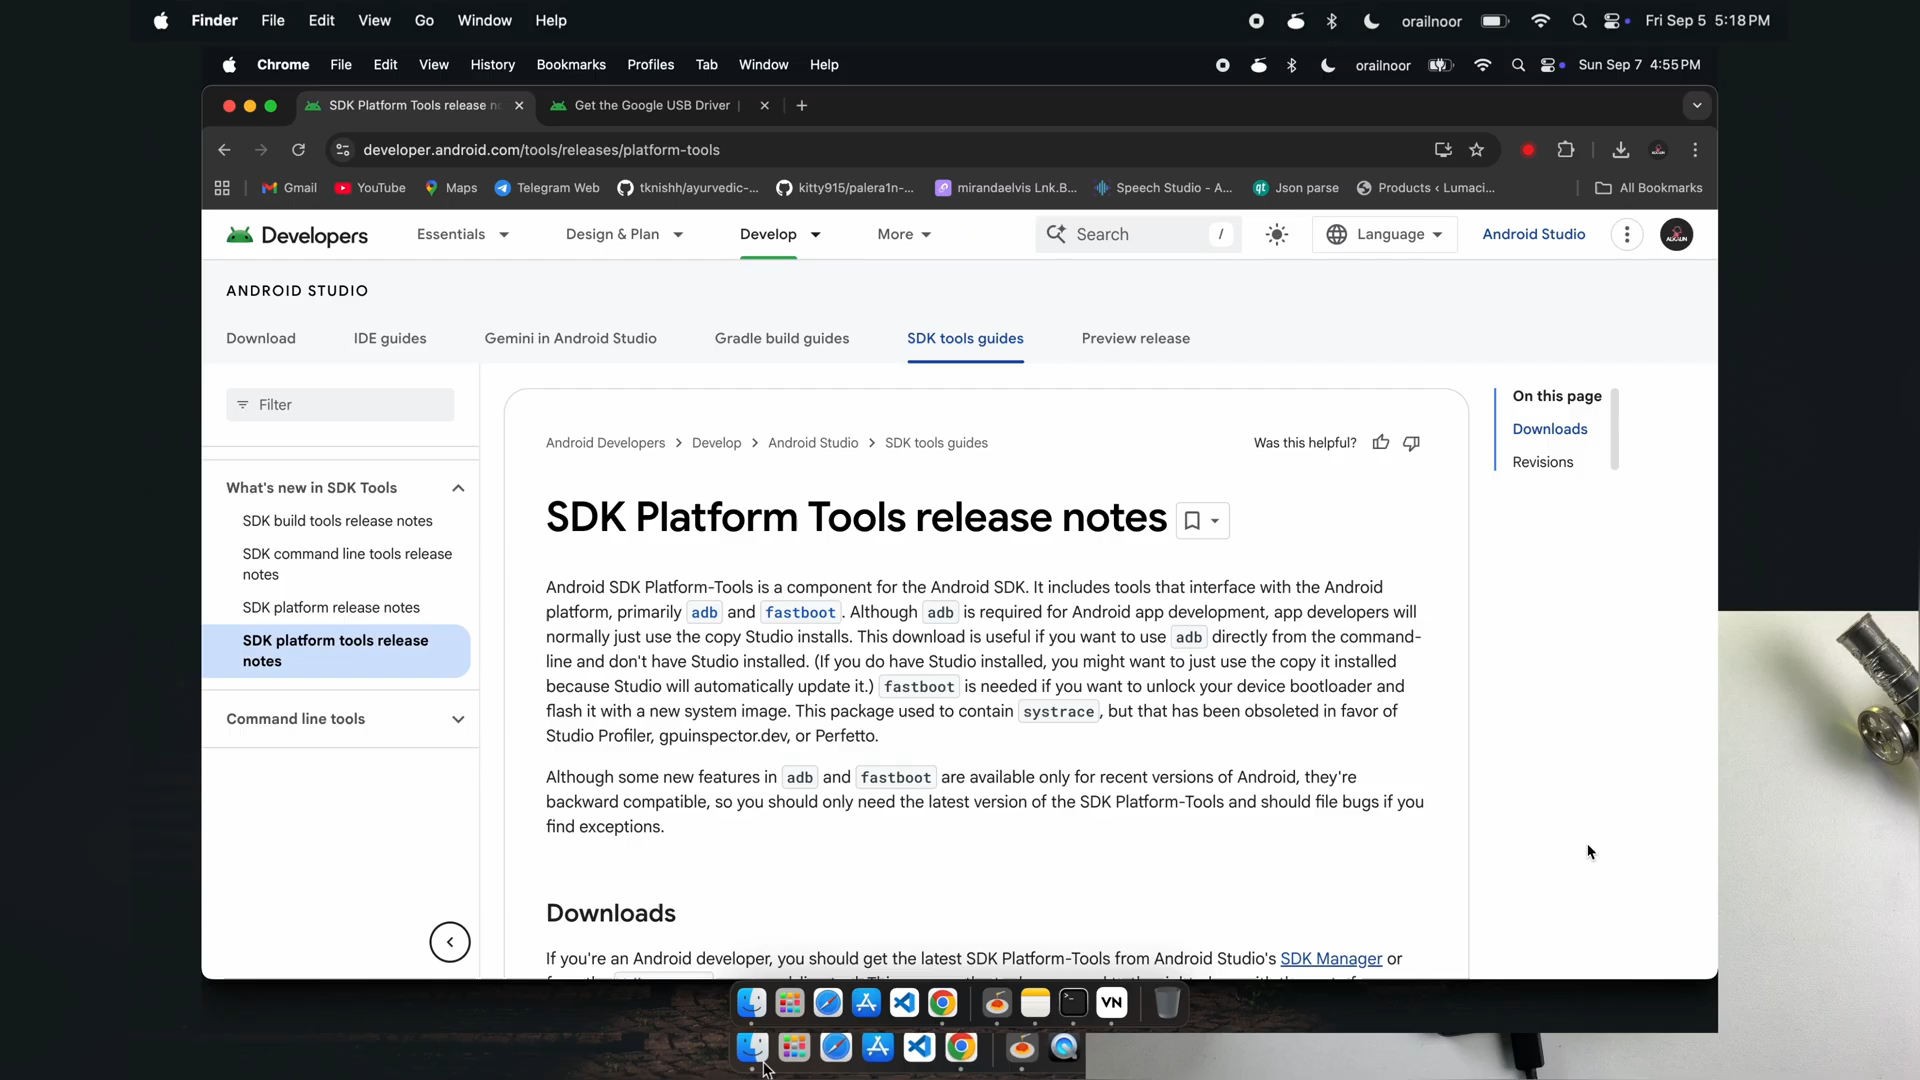 Finder File Edit View Go Window Help orailnoor Fri Sep 5 5:18 PM
Chrome File Edit View History Bookmarks Profiles Tab Window Help orailnoor Sun Sep 7 4:55 PM
SDK Platform Tools release n Get the Google USB Driver
developer.android.com/tools/releases/platform-tools
Gmail YouTube Maps Telegram Web tknishh/ayurvedic-... kitty915/palera1n-... mirandaelvis Lnk.B... Speech Studio - A... qt Json parse Products < Lumaci... All Bookmarks
Developers Essentials Design & Plan Develop More Search / Language Android Studio
ANDROID STUDIO
Download IDE guides Gemini in Android Studio Gradle build guides SDK tools guides Preview release
Filter
What's new in SDK Tools
SDK build tools release notes
SDK command line tools release
notes
SDK platform release notes
SDK platform tools release
notes
Command line tools
Android Developers > Develop > Android Studio > SDK tools guides Was this helpful?
SDK Platform Tools release notes
Android SDK Platform-Tools is a component for the Android SDK. It includes tools that interface with the Android
platform, primarily adb and fastboot. Although adb is required for Android app development, app developers will
normally just use the copy Studio installs. This download is useful if you want to use adb directly from the command-
line and don't have Studio installed. (If you do have Studio installed, you might want to just use the copy it installed
because Studio will automatically update it.) fastboot is needed if you want to unlock your device bootloader and
flash it with a new system image. This package used to contain systrace, but that has been obsoleted in favor of
Studio Profiler, gpuinspector.dev, or Perfetto.
Although some new features in adb and fastboot are available only for recent versions of Android, they're
backward compatible, so you should only need the latest version of the SDK Platform-Tools and should file bugs if you
find exceptions.
Downloads
If you're an Android developer, you should get the latest SDK Platform-Tools from Android Studio's SDK Manager or
On this page
Downloads
Revisions
VN